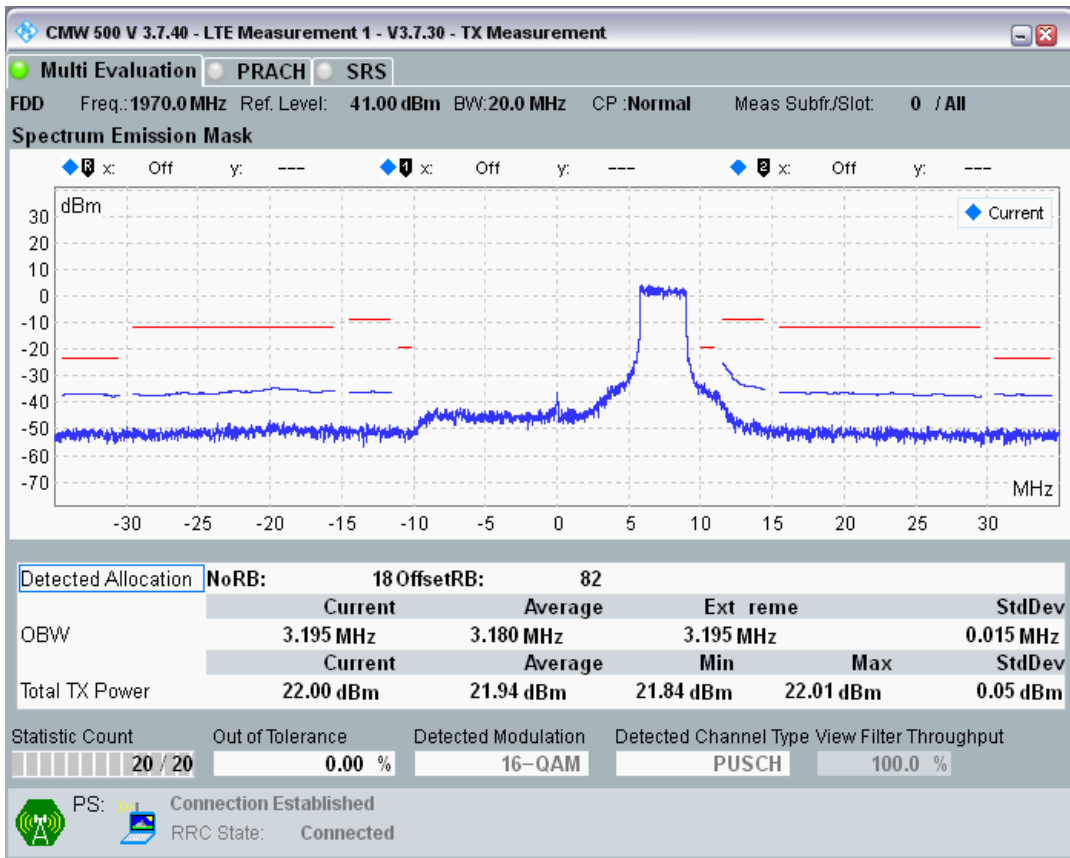 CMW 500 V 3.7.40 - LTE Measurement 1 - V3.7.30 - TX Measurement
Multi Evaluation PRACH SRS
FDD Freq.:1970.0 MHz Ref. Level: 41.00 dBm BW:20.0 MHz CP :Normal Meas Subfr./Slot: 0 / All
Spectrum Emission Mask
R x: Off y: --- 1 x: Off y: --- 2 x: Off y: ---
dBm
Current
30
20
10
0
-10
-20
-30
-40
-50
-60
-70
MHz
-30 -25 -20 -15 -10 -5 0 5 10 15 20 25 30
Detected Allocation NoRB: 18 OffsetRB: 82
Current Average Ext reme StdDev
OBW 3.195 MHz 3.180 MHz 3.195 MHz 0.015 MHz
Current Average Min Max StdDev
Total TX Power 22.00 dBm 21.94 dBm 21.84 dBm 22.01 dBm 0.05 dBm
Statistic Count Out of Tolerance Detected Modulation Detected Channel Type View Filter Throughput
20 / 20 0.00 % 16-QAM PUSCH 100.0 %
PS: Connection Established
RRC State: Connected